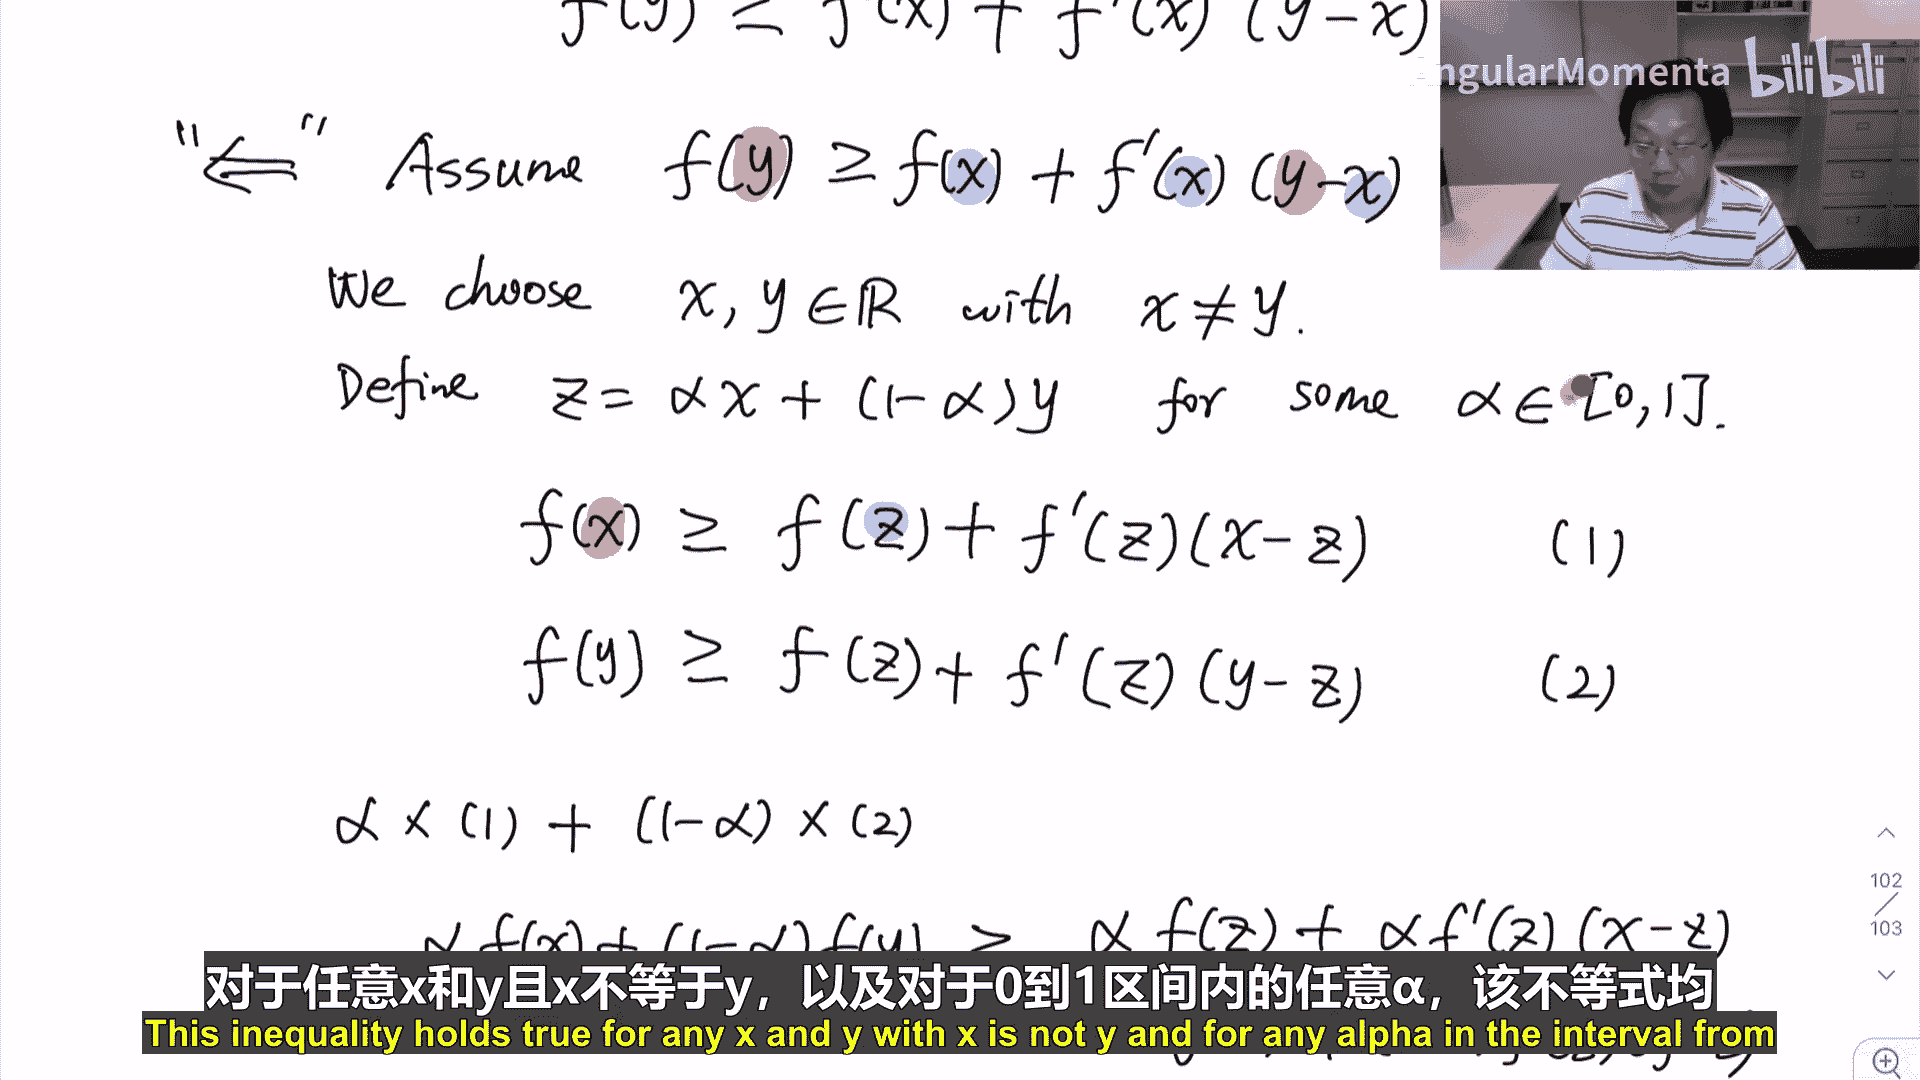 f(y) ≥ f(x) + f'(x) (y-x)
ngularMomenta bilibili
"⇐" Assume f(y) ≥ f(x) + f'(x) (y-x)
We choose x, y ∈ ℝ with x ≠ y.
Define z = αx + (1-α)y for some α ∈ [0,1].
f(x) ≥ f(z) + f'(z)(x-z) (1)
f(y) ≥ f(z) + f'(z)(y-z) (2)
α × (1) + (1-α) × (2)
α f(x) + (1-α) f(y) ≥ α f(z) + α f'(z) (x-z)
102
103
对于任意x和y且x不等于y，以及对于0到1区间内的任意α，该不等式均
This inequality holds true for any x and y with x is not y and for any alpha in the interval from